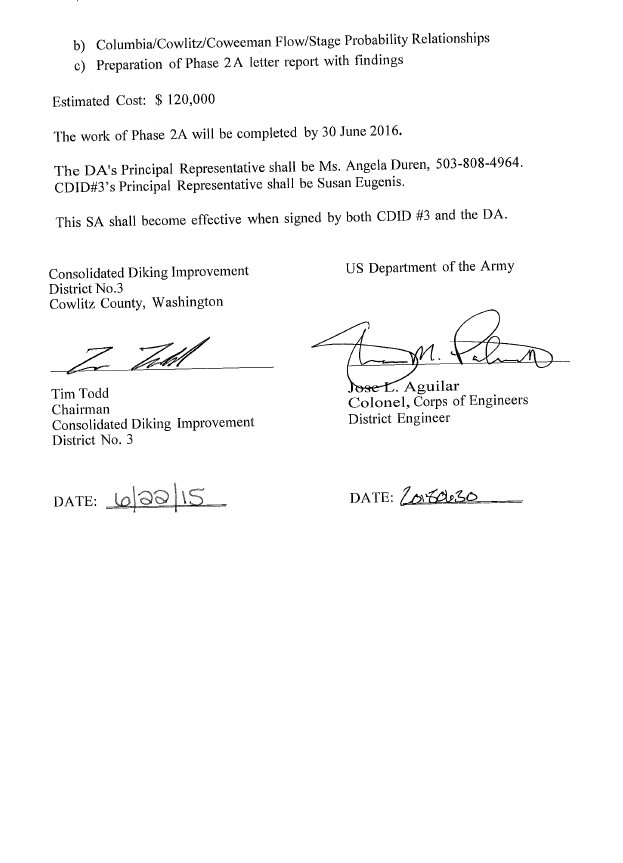 b) Columbia/Cowlitz/Coweeman Flow/Stage Probability Relationships
c) Preparation of Phase 2A letter report with findings
Estimated Cost: $ 120,000
The work of Phase 2A will be completed by 30 June 2016.
The DA's Principal Representative shall be Ms. Angela Duren, 503-808-4964.
CDID#3's Principal Representative shall be Susan Eugenis.
This SA shall become effective when signed by both CDID #3 and the DA.
Consolidated Diking Improvement
District No.3
Cowlitz County, Washington
Tim Todd
Tim Todd
Chairman
Consolidated Diking Improvement
District No. 3
DATE: 6/22/15
US Department of the Army
Jose L. Aguilar
Colonel, Corps of Engineers
District Engineer
DATE: